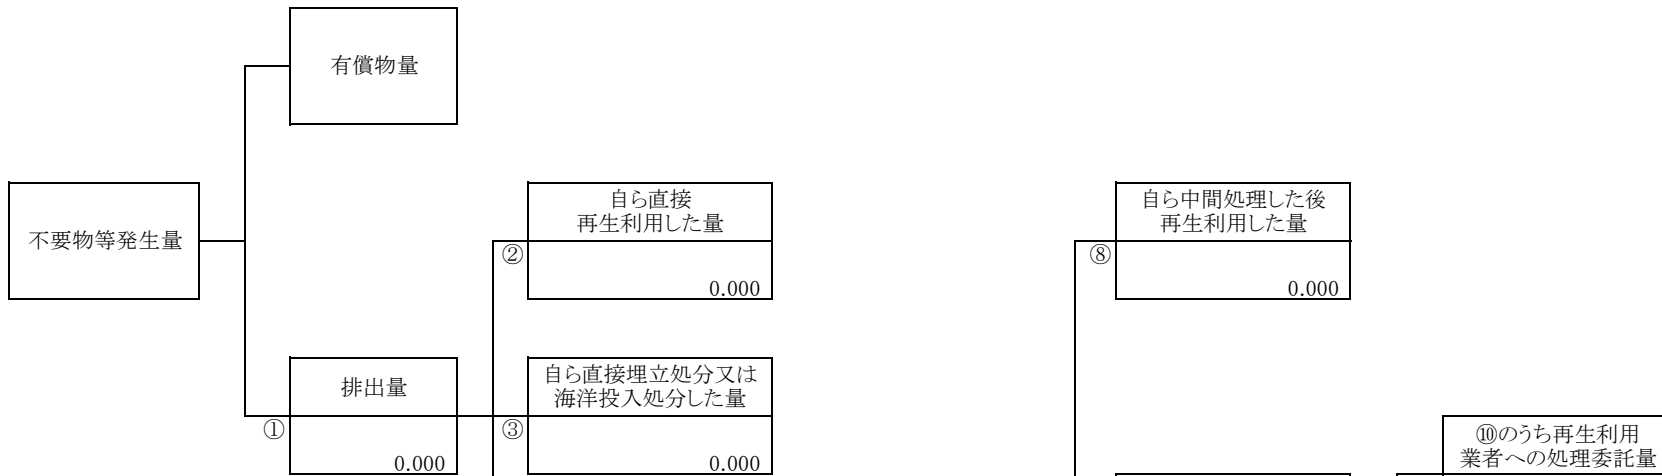 有償物量
不要物等発生量
自ら直接
再生利用した量
②
0.000
自ら中間処理した後
再生利用した量
⑧
0.000
排出量
①
0.000
自ら直接埋立処分又は
海洋投入処分した量
③
0.000
⑩のうち再生利用
業者への処理委託量